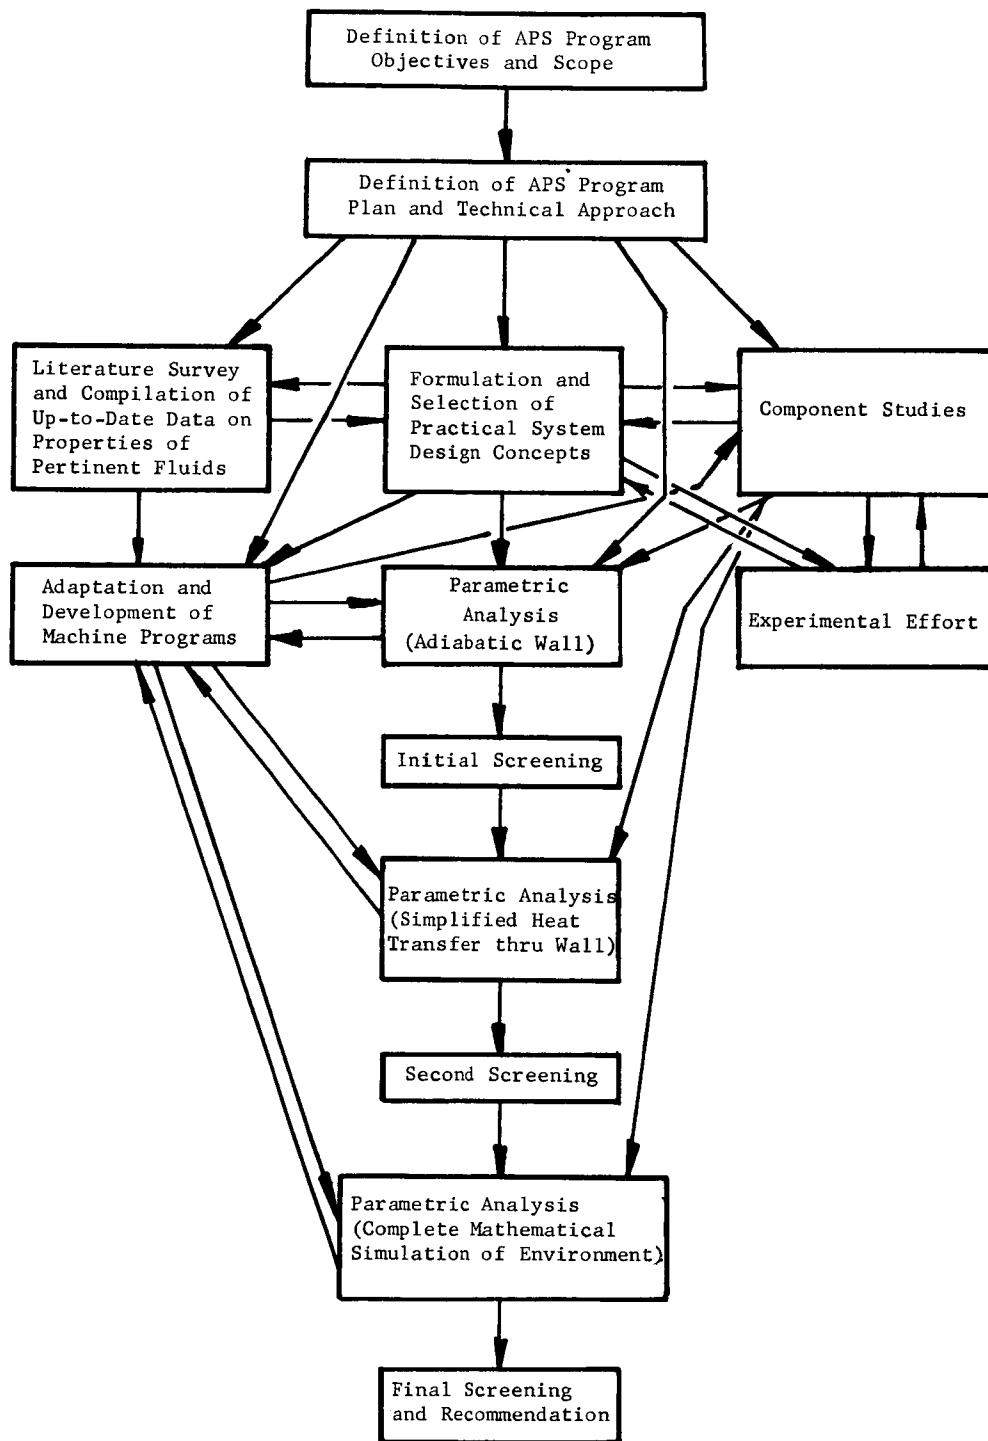 Definition of APS Program
Objectives and Scope
Definition of APS Program
Plan and Technical Approach
Literature Survey
and Compilation of
Up-to-Date Data on
Properties of
Pertinent Fluids
Formulation and
Selection of
Practical System
Design Concepts
Component Studies
Adaptation and
Development of
Machine Programs
Parametric
Analysis
(Adiabatic Wall)
Experimental Effort
Initial Screening
Parametric Analysis
(Simplified Heat
Transfer thru Wall)
Second Screening
Parametric Analysis
(Complete Mathematical
Simulation of Environment)
Final Screening
and Recommendation